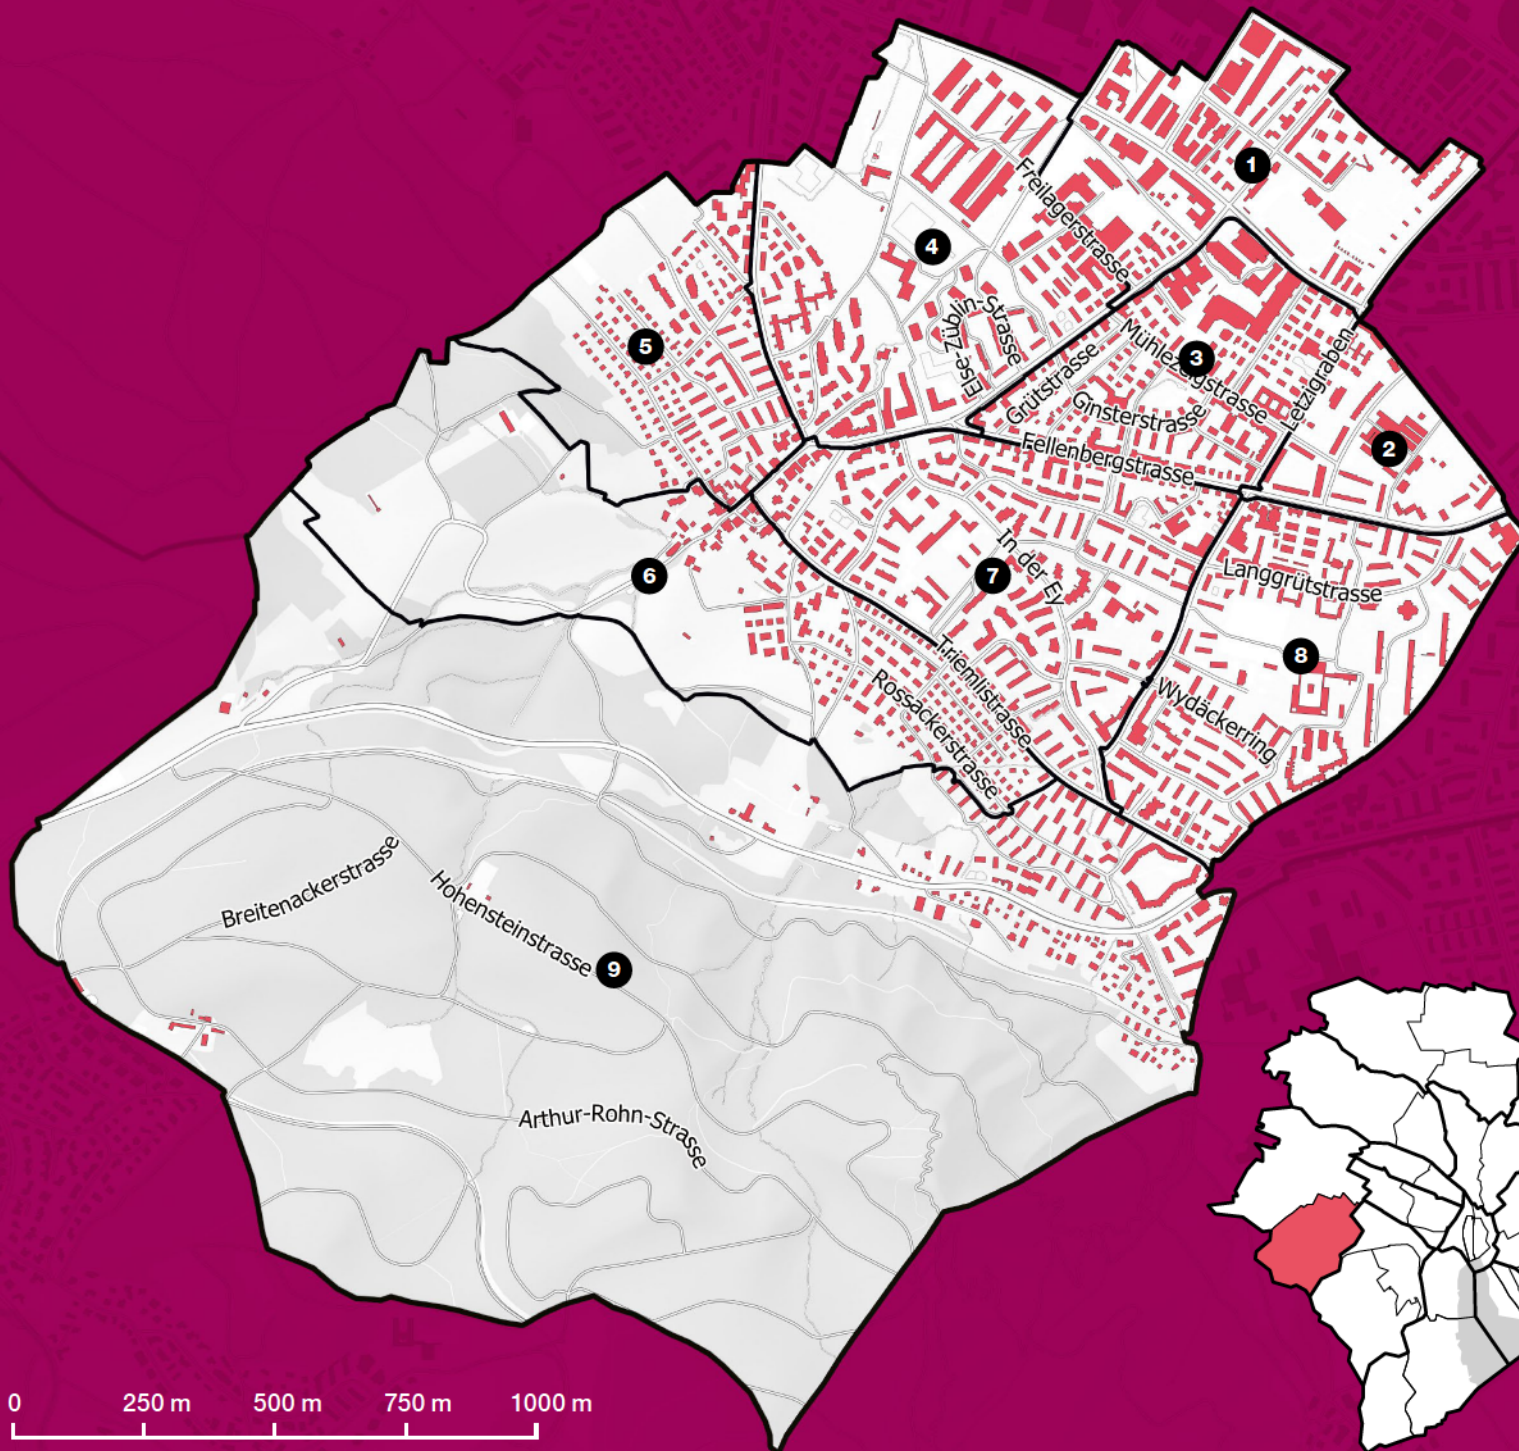 1
Freilagerstrasse
4
Else-Züblin-Strasse
5
Mühlezelgstrasse
3
Grütstrasse
Letzigraben
Ginsterstrasse
2
Fellenbergstrasse
6
In der Ey
7
Langgrütstrasse
8
Triemlistrasse
Rossackerstrasse
Wydäckerring
Breitenackerstrasse
Hohensteinstrasse
9
Arthur-Rohn-Strasse
0 250 m 500 m 750 m 1000 m